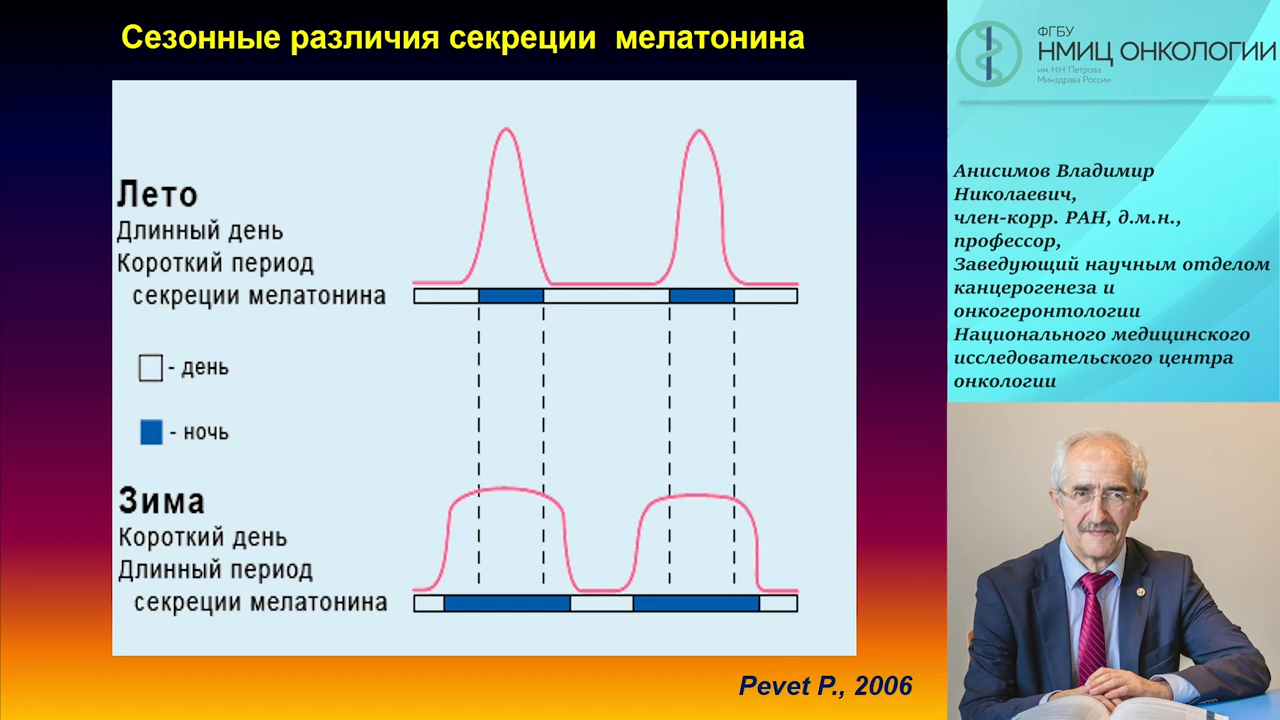 Сезонные различия секреции мелатонина
Лето
Длинный день
Короткий период
секреции мелатонина
- день
- ночь
Зима
Короткий день
Длинный период
секреции мелатонина
Pevet P., 2006
ФГБУ
НМИЦ ОНКОЛОГИИ
им. Н.Н. Петрова
Минздрава России
Анисимов Владимир
Николаевич,
член-корр. РАН, д.м.н.,
профессор,
Заведующий научным отделом
канцерогенеза и
онкогеронтологии
Национального медицинского
исследовательского центра
онкологии